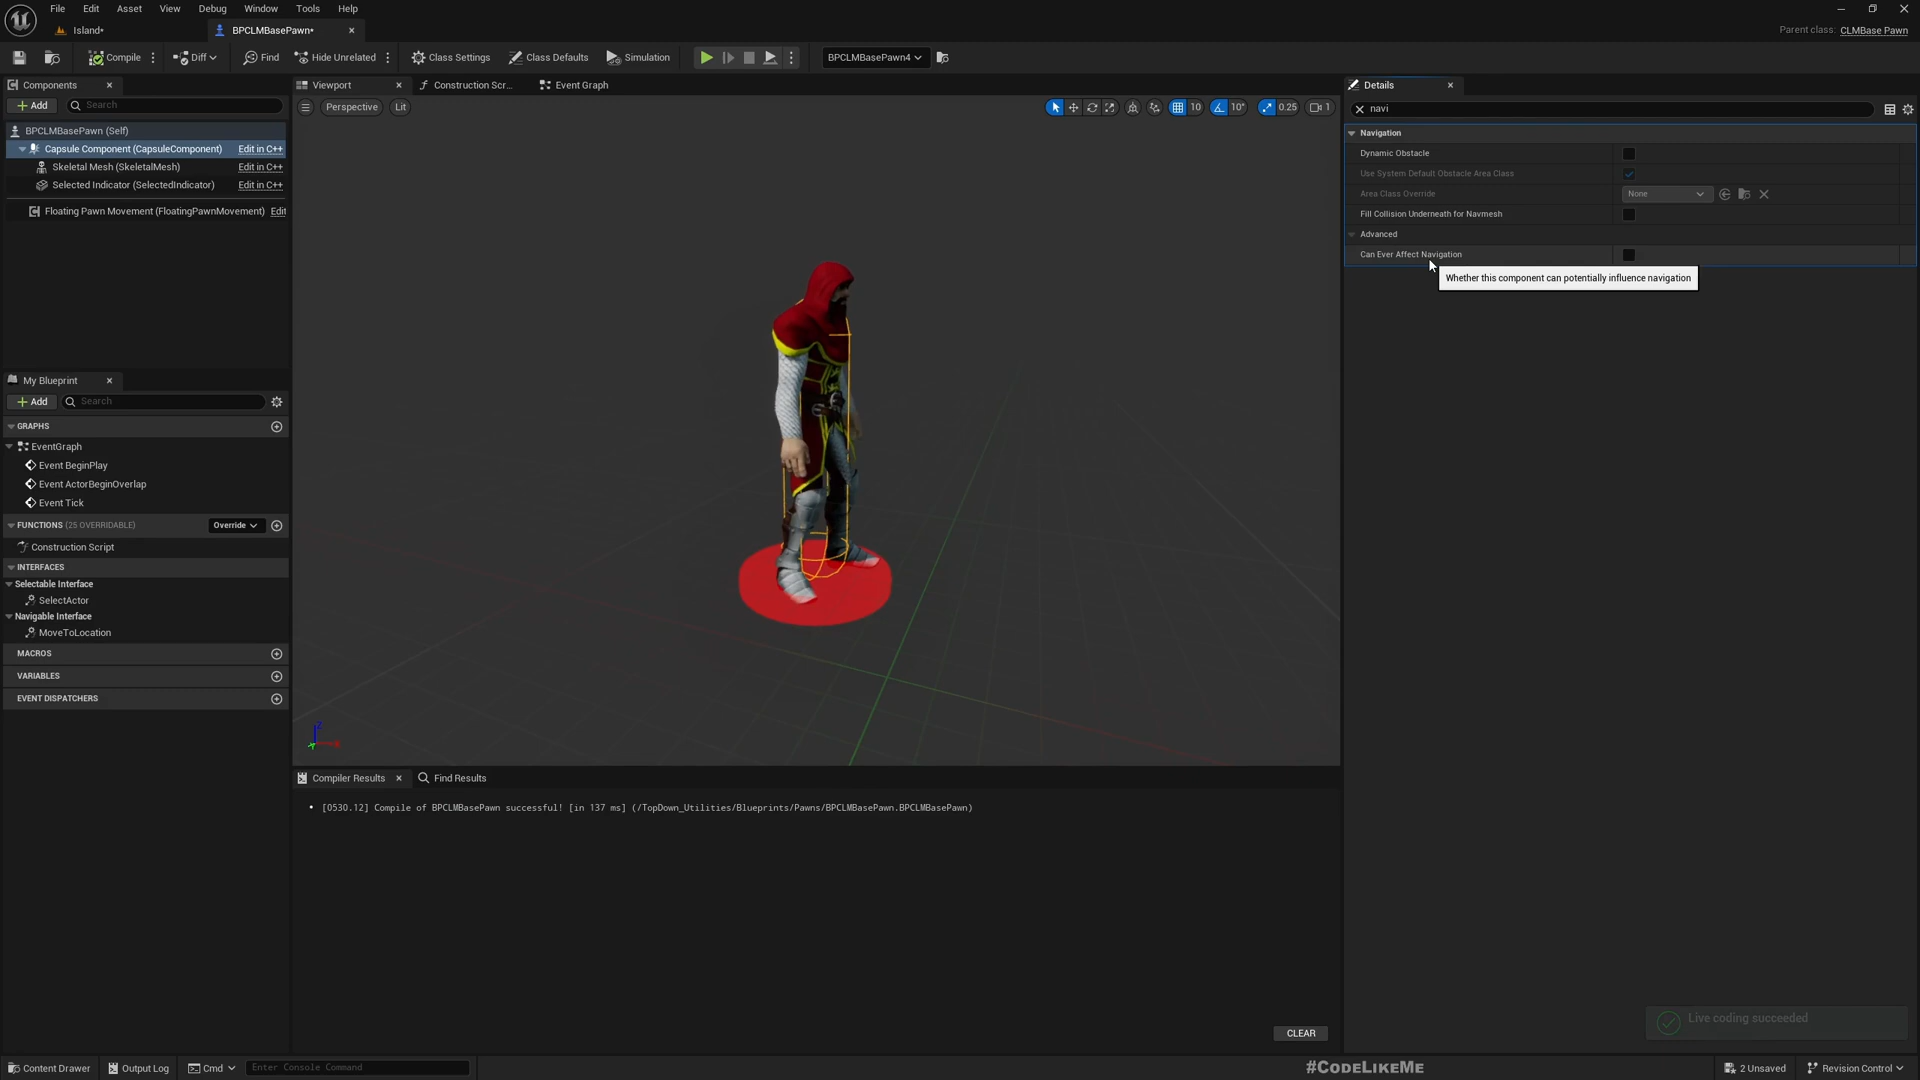 File Edit Asset View Debug Window Tools Help
Island*
BPCLMBasePawn*
Parent class: CLMBase Pawn
Compile Diff Find Hide Unrelated Class Settings Class Defaults Simulation BPCLMBasePawn4
Components
Add Search
BPCLMBasePawn (Self)
Capsule Component (CapsuleComponent) Edit in C++
Skeletal Mesh (SkeletalMesh) Edit in C++
Selected Indicator (SelectedIndicator) Edit in C++
Floating Pawn Movement (FloatingPawnMovement) Edit
My Blueprint
Add Search
GRAPHS
EventGraph
Event BeginPlay
Event ActorBeginOverlap
Event Tick
FUNCTIONS (25 OVERRIDABLE) Override
Construction Script
INTERFACES
Selectable Interface
SelectActor
Navigable Interface
MoveToLocation
MACROS
VARIABLES
EVENT DISPATCHERS
Viewport Construction Scr... Event Graph
Perspective Lit 10 10° 0.25 1
Z
Compiler Results Find Results
[0530.12] Compile of BPCLMBasePawn successful! [in 137 ms] (/TopDown_Utilities/Blueprints/Pawns/BPCLMBasePawn.BPCLMBasePawn)
CLEAR
Details
navi
Navigation
Dynamic Obstacle
Use System Default Obstacle Area Class
Area Class Override None
Fill Collision Underneath for Navmesh
Advanced
Can Ever Affect Navigation
Whether this component can potentially influence navigation
Live coding succeeded
Content Drawer Output Log Cmd Enter Console Command
#CODELIKEME
2 Unsaved Revision Control